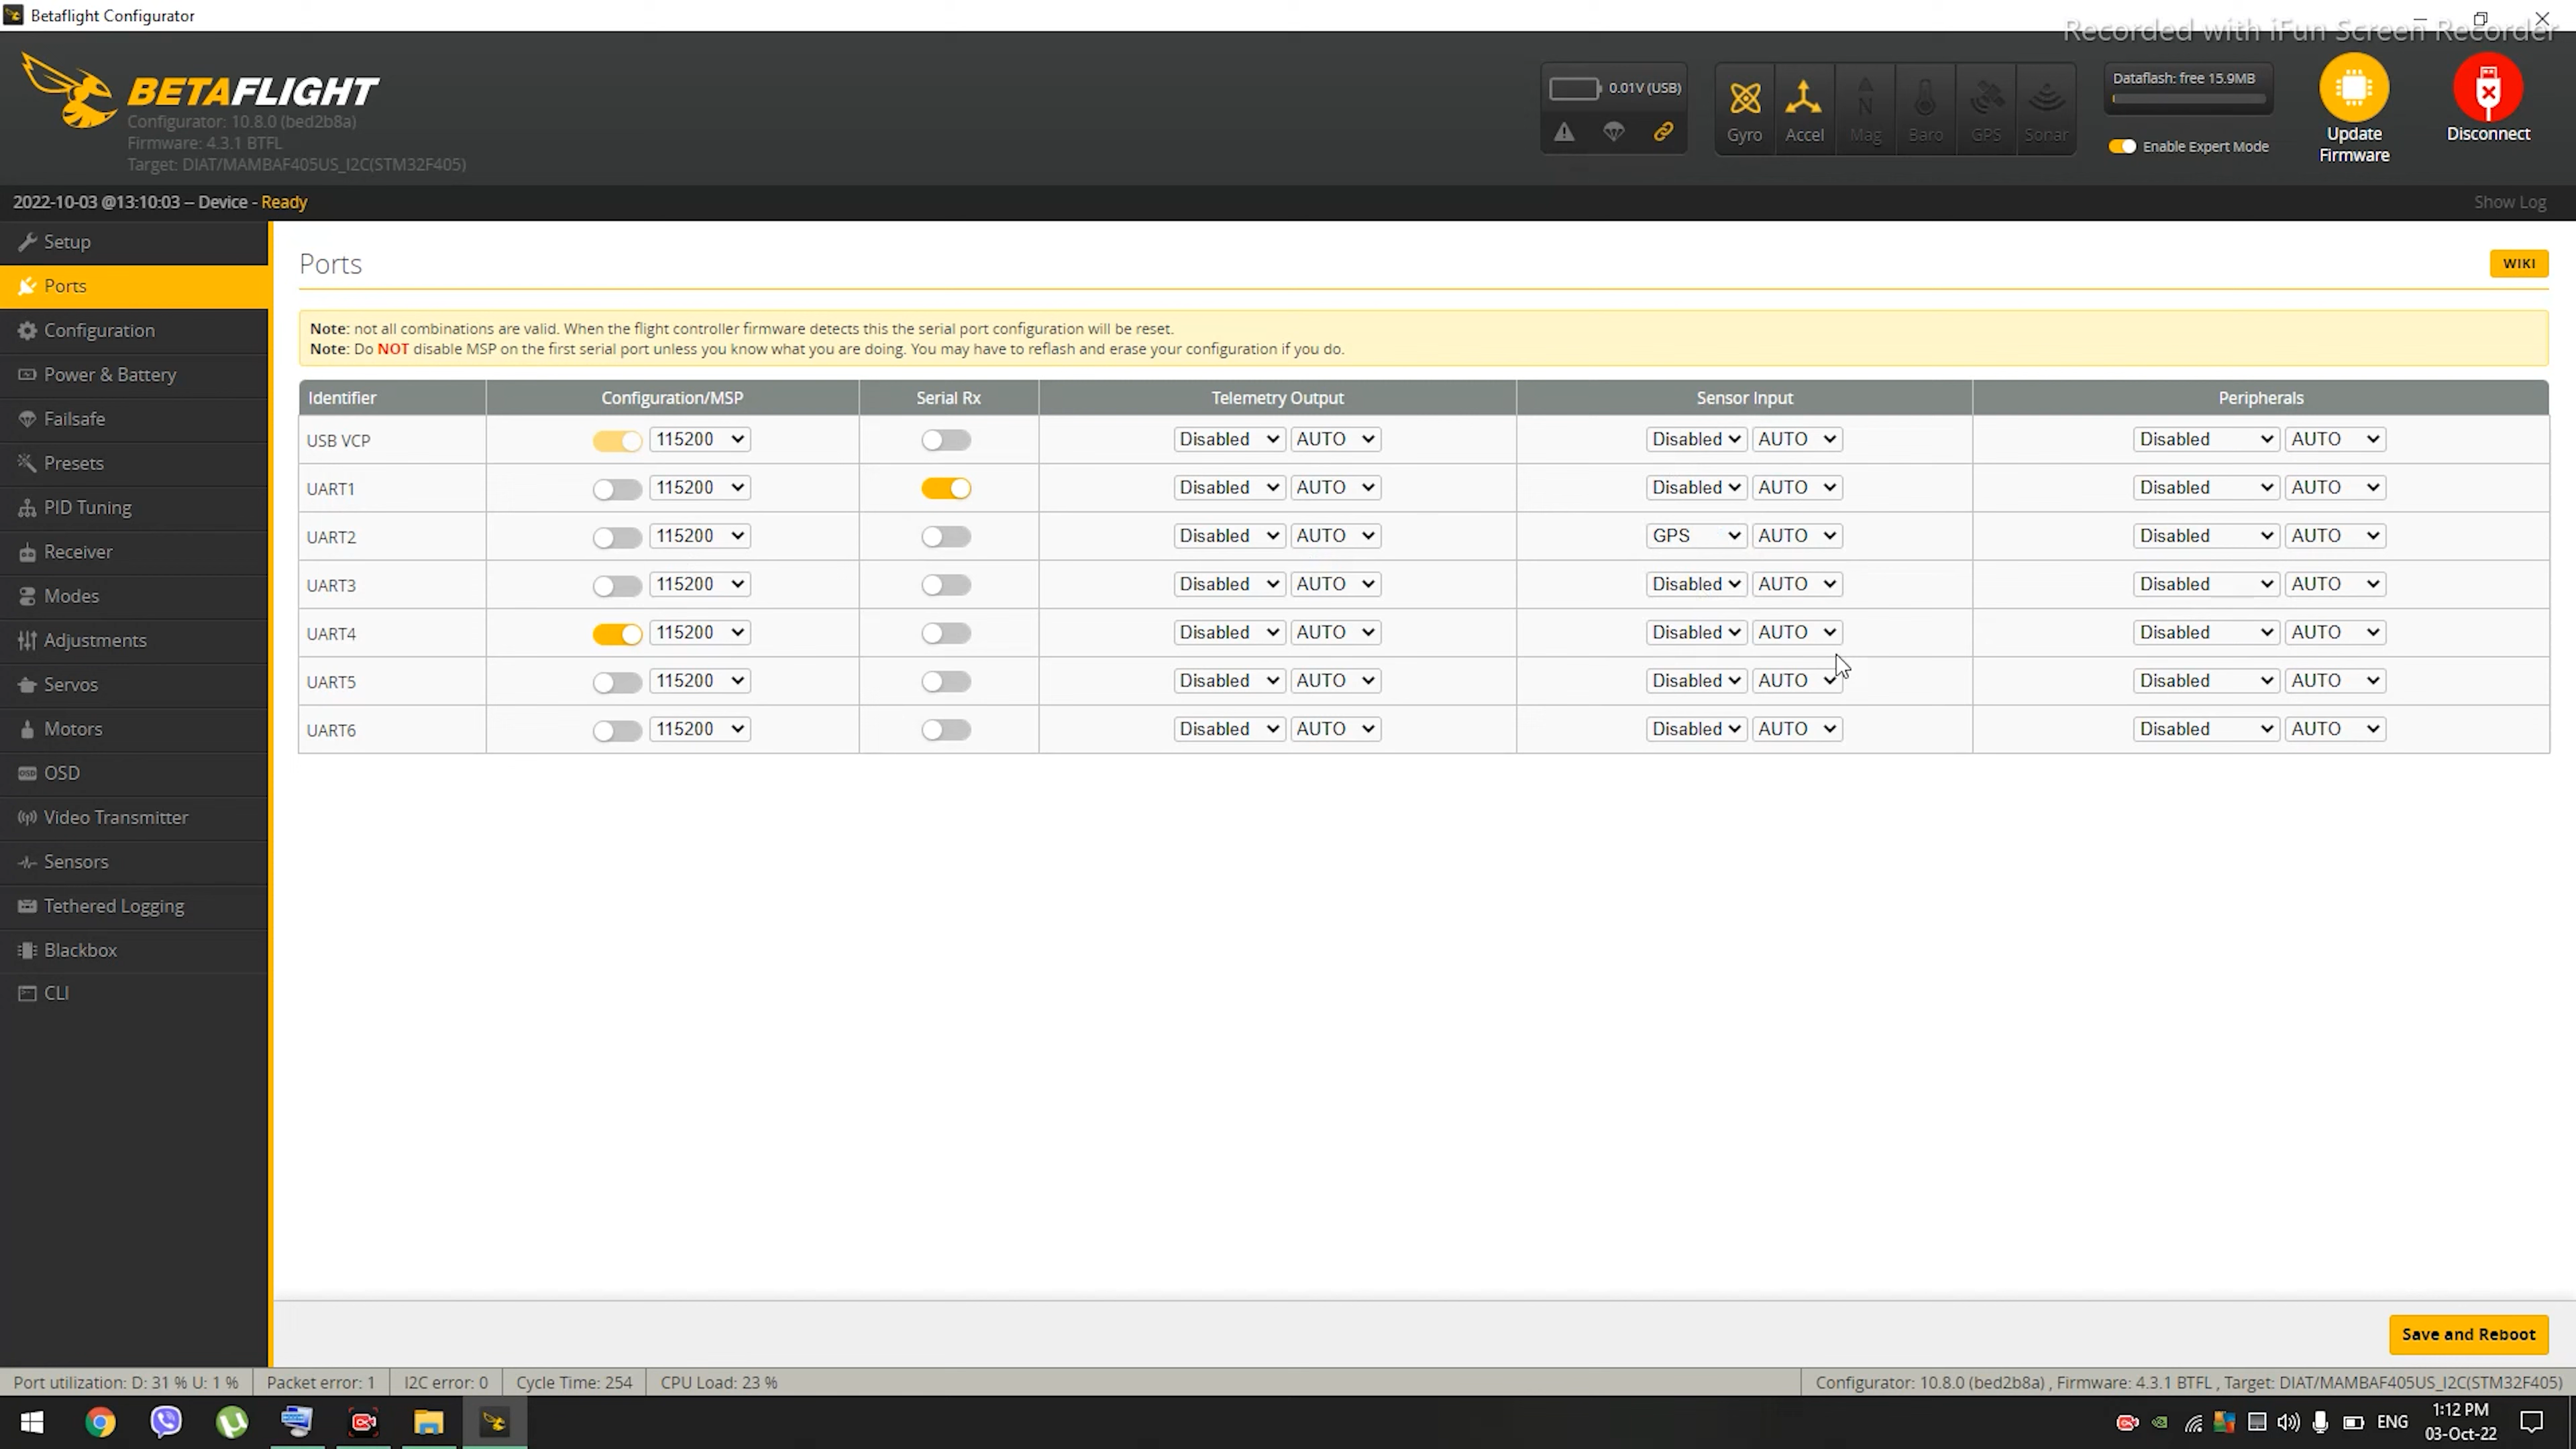 Betaflight Configurator
Recorded with iFun Screen Recorder
BETAFLIGHT
Configurator: 10.8.0 (bed2b8a)
Firmware: 4.3.1 BTFL
Target: DIAT/MAMBAF405US_I2C(STM32F405)
0.01V (USB)
Gyro Accel Mag Baro GPS Sonar
Dataflash: free 15.9MB
Enable Expert Mode
Update
Firmware
Disconnect
2022-10-03 @13:10:03 -- Device - Ready
Show Log
Setup
Ports
Configuration
Power & Battery
Failsafe
Presets
PID Tuning
Receiver
Modes
Adjustments
Servos
Motors
OSD
Video Transmitter
Sensors
Tethered Logging
Blackbox
CLI
Ports
WIKI
Note: not all combinations are valid. When the flight controller firmware detects this the serial port configuration will be reset.
Note: Do NOT disable MSP on the first serial port unless you know what you are doing. You may have to reflash and erase your configuration if you do.
Identifier Configuration/MSP Serial Rx Telemetry Output Sensor Input Peripherals
USB VCP 115200 Disabled AUTO Disabled AUTO Disabled AUTO
UART1 115200 Disabled AUTO Disabled AUTO Disabled AUTO
UART2 115200 Disabled AUTO GPS AUTO Disabled AUTO
UART3 115200 Disabled AUTO Disabled AUTO Disabled AUTO
UART4 115200 Disabled AUTO Disabled AUTO Disabled AUTO
UART5 115200 Disabled AUTO Disabled AUTO Disabled AUTO
UART6 115200 Disabled AUTO Disabled AUTO Disabled AUTO
Save and Reboot
Port utilization: D: 31 % U: 1 % Packet error: 1 I2C error: 0 Cycle Time: 254 CPU Load: 23 % Configurator: 10.8.0 (bed2b8a) , Firmware: 4.3.1 BTFL , Target: DIAT/MAMBAF405US_I2C(STM32F405)
ENG
1:12 PM
03-Oct-22